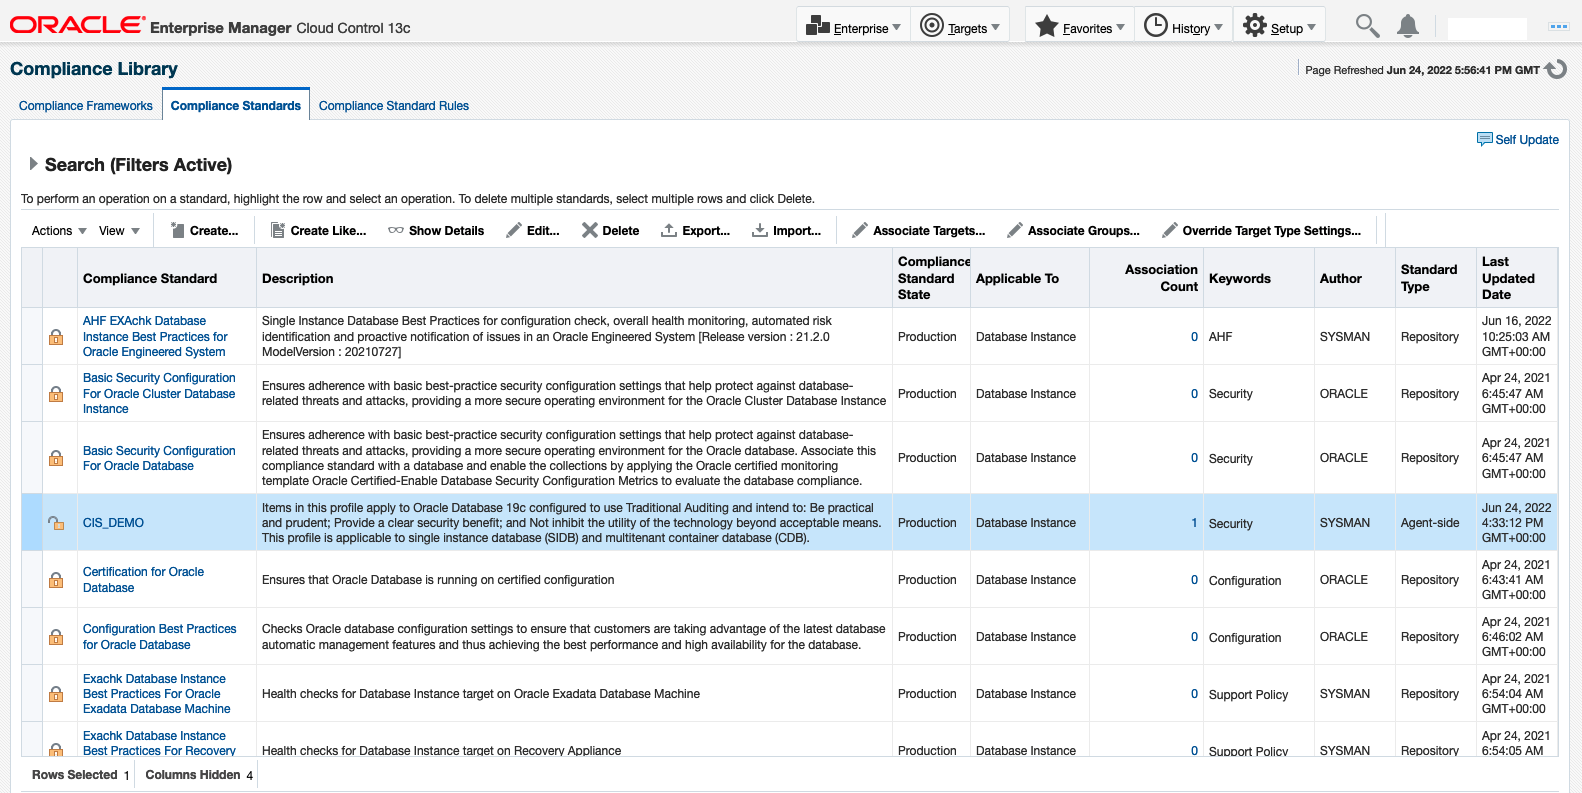 ORACLE Enterprise Manager Cloud Control 13c
Enterprise
Targets
Favorites
History
Setup
Compliance Library
Page Refreshed Jun 24, 2022 5:56:41 PM GMT
Compliance Frameworks
Compliance Standards
Compliance Standard Rules
Self Update
Search (Filters Active)
To perform an operation on a standard, highlight the row and select an operation. To delete multiple standards, select multiple rows and click Delete.
Actions View Create... Create Like... Show Details Edit... Delete Export... Import... Associate Targets... Associate Groups... Override Target Type Settings...
Compliance Standard
Description
Compliance
Standard
State
Applicable To
Association
Count
Keywords
Author
Standard
Type
Last
Updated
Date
AHF EXAchk Database
Instance Best Practices for
Oracle Engineered System
Single Instance Database Best Practices for configuration check, overall health monitoring, automated risk
identification and proactive notification of issues in an Oracle Engineered System [Release version : 21.2.0
ModelVersion : 20210727]
Production
Database Instance
0
AHF
SYSMAN
Repository
Jun 16, 2022
10:25:03 AM
GMT+00:00
Basic Security Configuration
For Oracle Cluster Database
Instance
Ensures adherence with basic best-practice security configuration settings that help protect against database-
related threats and attacks, providing a more secure operating environment for the Oracle Cluster Database Instance
Production
Database Instance
0
Security
ORACLE
Repository
Apr 24, 2021
6:45:47 AM
GMT+00:00
Basic Security Configuration
For Oracle Database
Ensures adherence with basic best-practice security configuration settings that help protect against database-
related threats and attacks, providing a more secure operating environment for the Oracle database. Associate this
compliance standard with a database and enable the collections by applying the Oracle certified monitoring
template Oracle Certified-Enable Database Security Configuration Metrics to evaluate the database compliance.
Production
Database Instance
0
Security
ORACLE
Repository
Apr 24, 2021
6:45:47 AM
GMT+00:00
CIS_DEMO
Items in this profile apply to Oracle Database 19c configured to use Traditional Auditing and intend to: Be practical
and prudent; Provide a clear security benefit; and Not inhibit the utility of the technology beyond acceptable means.
This profile is applicable to single instance database (SIDB) and multitenant container database (CDB).
Production
Database Instance
1
Security
SYSMAN
Agent-side
Jun 24, 2022
4:33:12 PM
GMT+00:00
Certification for Oracle
Database
Ensures that Oracle Database is running on certified configuration
Production
Database Instance
0
Configuration
ORACLE
Repository
Apr 24, 2021
6:43:41 AM
GMT+00:00
Configuration Best Practices
for Oracle Database
Checks Oracle database configuration settings to ensure that customers are taking advantage of the latest database
automatic management features and thus achieving the best performance and high availability for the database.
Production
Database Instance
0
Configuration
ORACLE
Repository
Apr 24, 2021
6:46:02 AM
GMT+00:00
Exachk Database Instance
Best Practices For Oracle
Exadata Database Machine
Health checks for Database Instance target on Oracle Exadata Database Machine
Production
Database Instance
0
Support Policy
SYSMAN
Repository
Apr 24, 2021
6:54:04 AM
GMT+00:00
Exachk Database Instance
Best Practices For Recovery
Health checks for Database Instance target on Recovery Appliance
Production
Database Instance
0
Support Policy
SYSMAN
Repository
Apr 24, 2021
6:54:05 AM
Rows Selected 1
Columns Hidden 4